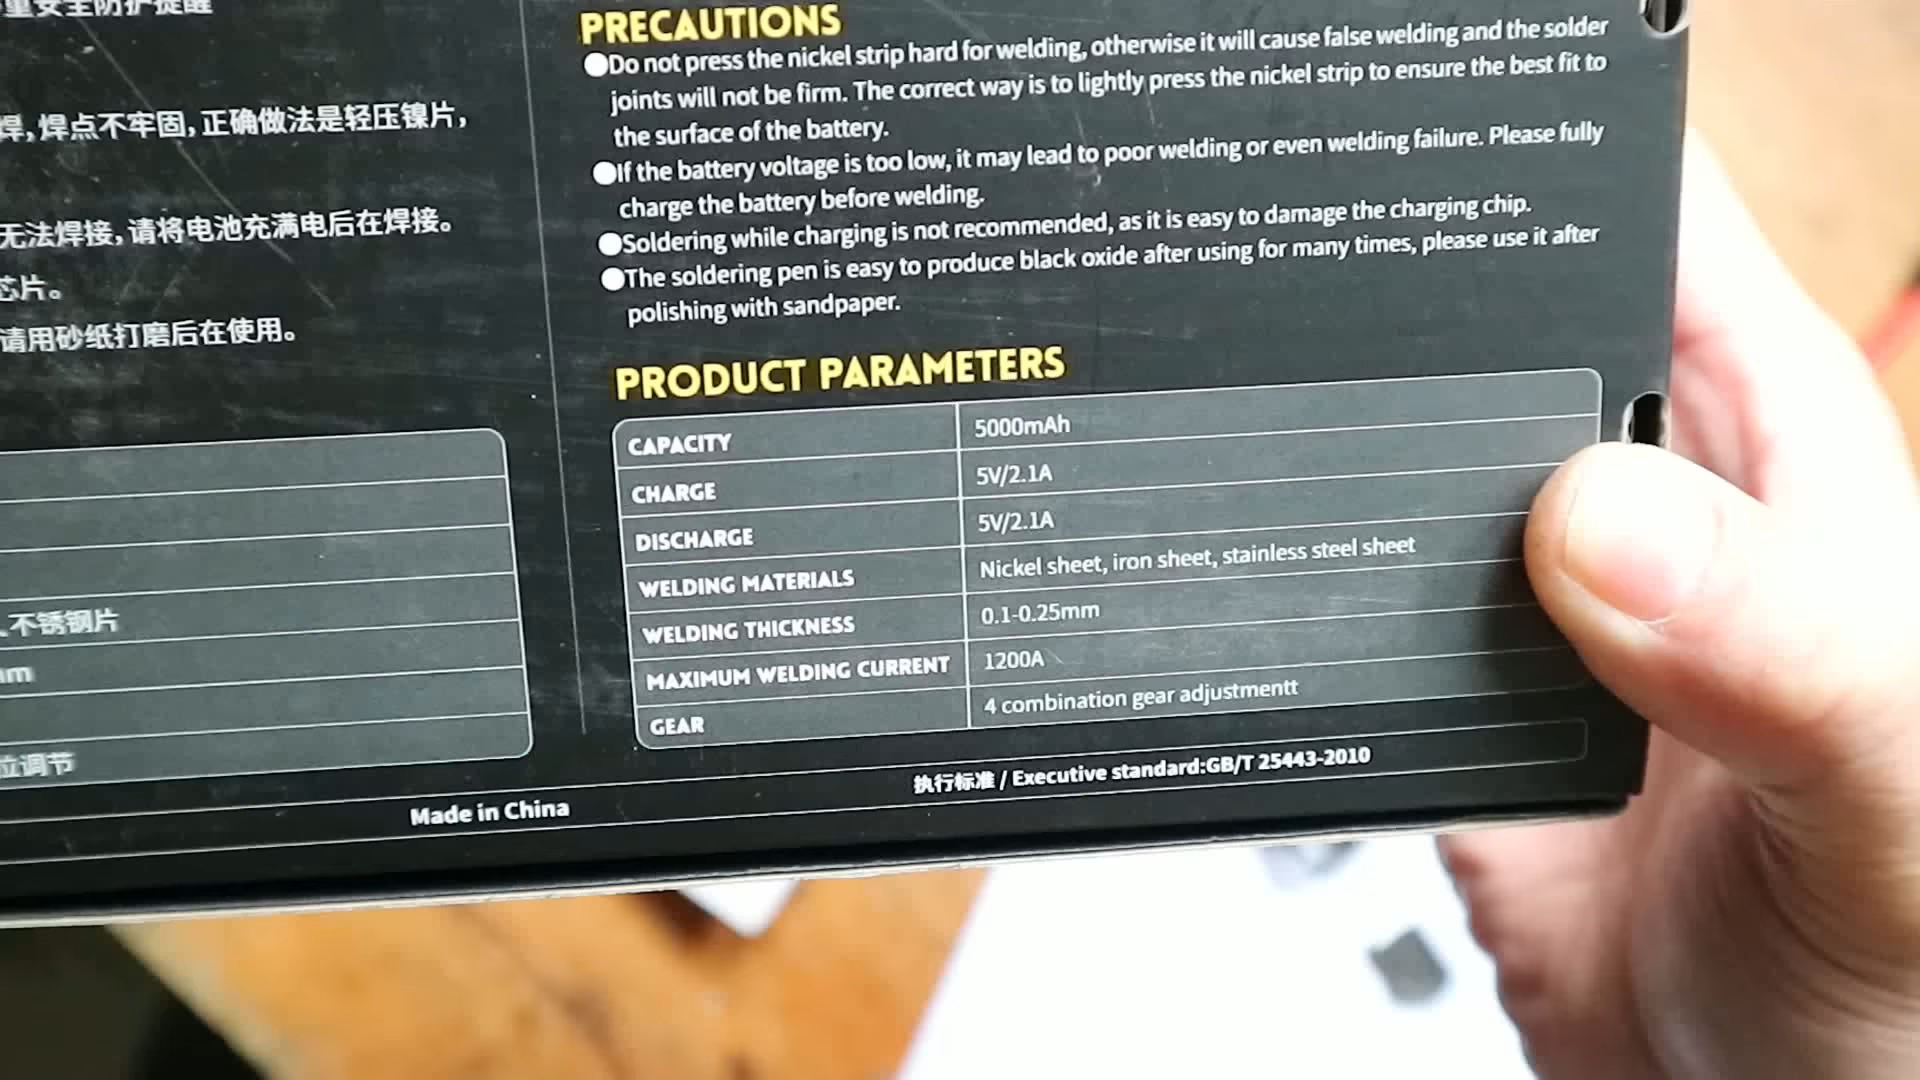 重安全防护提醒
焊,焊点不牢固,正确做法是轻压镍片,
无法焊接,请将电池充满电后在焊接。
芯片。
请用砂纸打磨后在使用。
、不锈钢片
mm
位调节
PRECAUTIONS
●Do not press the nickel strip hard for welding, otherwise it will cause false welding and the solder
joints will not be firm. The correct way is to lightly press the nickel strip to ensure the best fit to
the surface of the battery.
●If the battery voltage is too low, it may lead to poor welding or even welding failure. Please fully
charge the battery before welding.
●Soldering while charging is not recommended, as it is easy to damage the charging chip.
●The soldering pen is easy to produce black oxide after using for many times, please use it after
polishing with sandpaper.
PRODUCT PARAMETERS
CAPACITY 5000mAh
CHARGE 5V/2.1A
DISCHARGE 5V/2.1A
WELDING MATERIALS Nickel sheet, iron sheet, stainless steel sheet
WELDING THICKNESS 0.1-0.25mm
MAXIMUM WELDING CURRENT 1200A
GEAR 4 combination gear adjustmentt
Made in China
执行标准 / Executive standard:GB/T 25443-2010